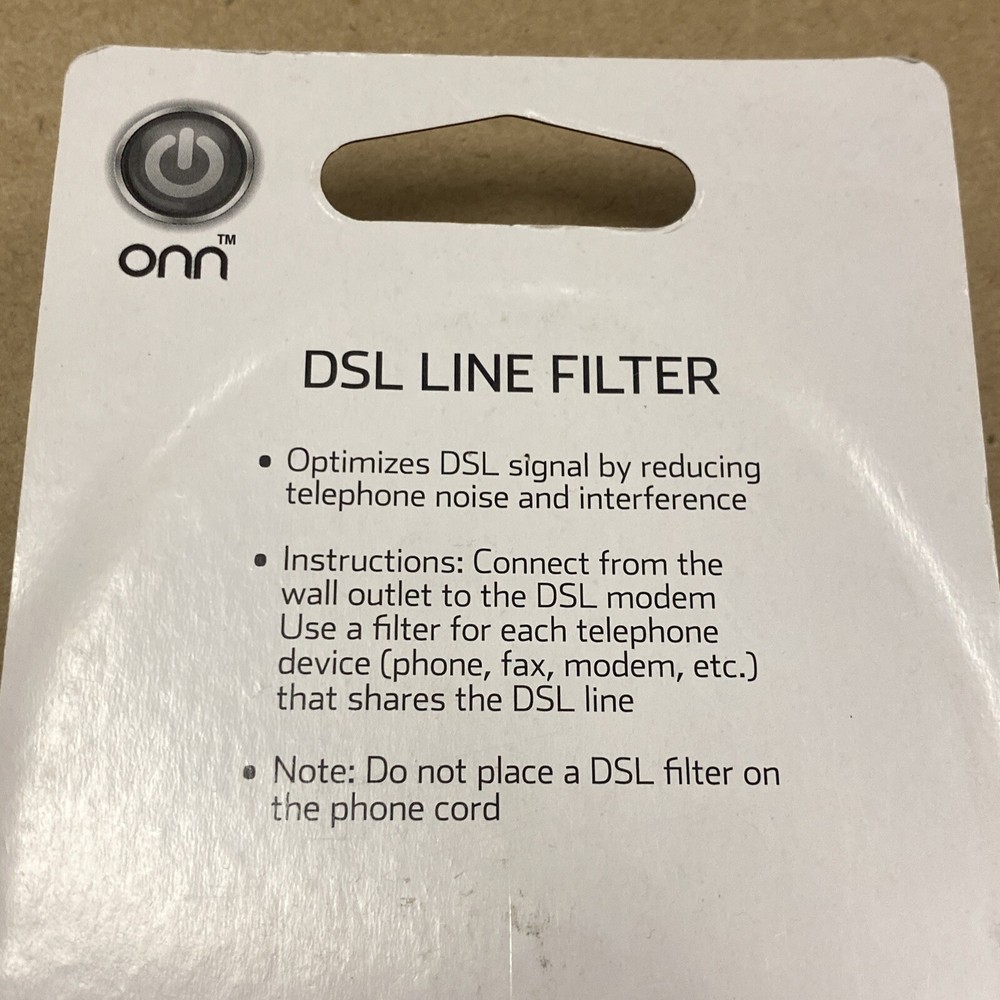 onn™
DSL LINE FILTER
• Optimizes DSL signal by reducing
telephone noise and interference
• Instructions: Connect from the
wall outlet to the DSL modem
Use a filter for each telephone
device (phone, fax, modem, etc.)
that shares the DSL line
• Note: Do not place a DSL filter on
the phone cord